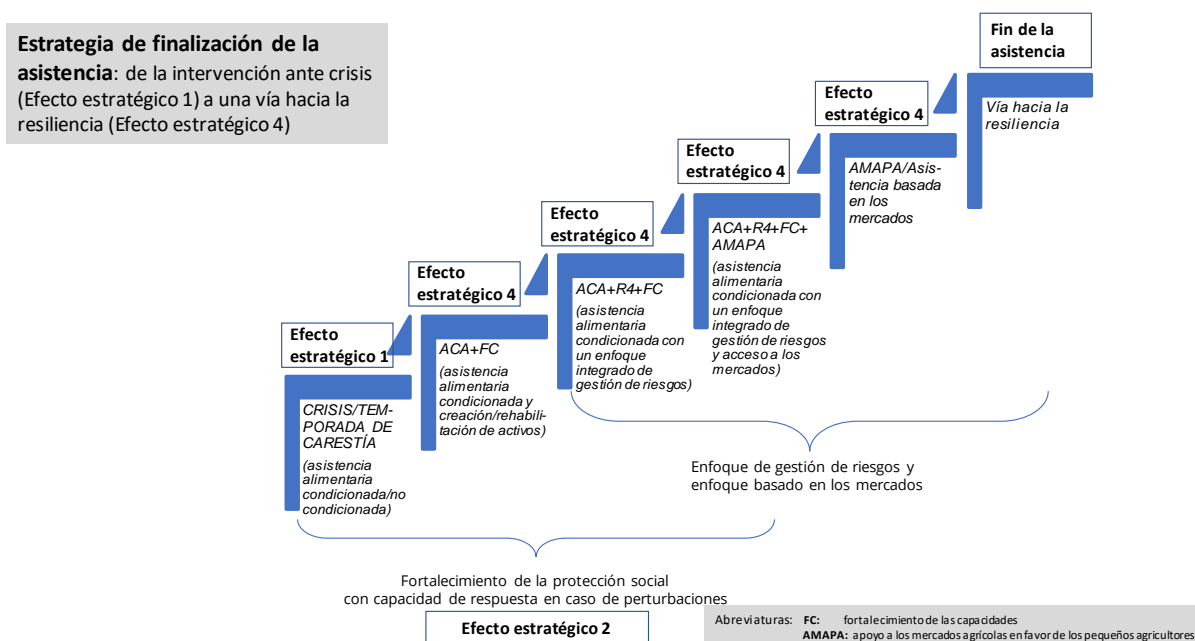 Estrategia de finalización de la
asistencia: de la intervención ante crisis
(Efecto estratégico 1) a una vía hacia la
resiliencia (Efecto estratégico 4)
Efecto
estratégico 1
CRISIS/TEM-
PORADA DE
CARESTÍA
(asistencia
alimentaria
condicionada/no
condicionada)
Efecto
estratégico 4
ACA+FC
(asistencia
alimentaria
condicionada y
creación/rehabili-
tación de activos)
Efecto
estratégico 4
ACA+R4+FC
(asistencia
alimentaria
condicionada con
un enfoque
integrado de
gestión de riesgos)
Efecto
estratégico 4
ACA+R4+FC+
AMAPA
(asistencia
alimentaria
condicionada con
un enfoque
integrado de
gestión de riesgos
y acceso a los
mercados)
Efecto
estratégico 4
AMAPA/Asis-
tencia basada
en los
mercados
Fin de la
asistencia
Vía hacia la
resiliencia
Enfoque de gestión de riesgos y
enfoque basado en los mercados
Fortalecimiento de la protección social
con capacidad de respuesta en caso de perturbaciones
Efecto estratégico 2
Abreviaturas: FC: fortalecimiento de las capacidades
AMAPA: apoyo a los mercados agrícolas en favor de los pequeños agricultores